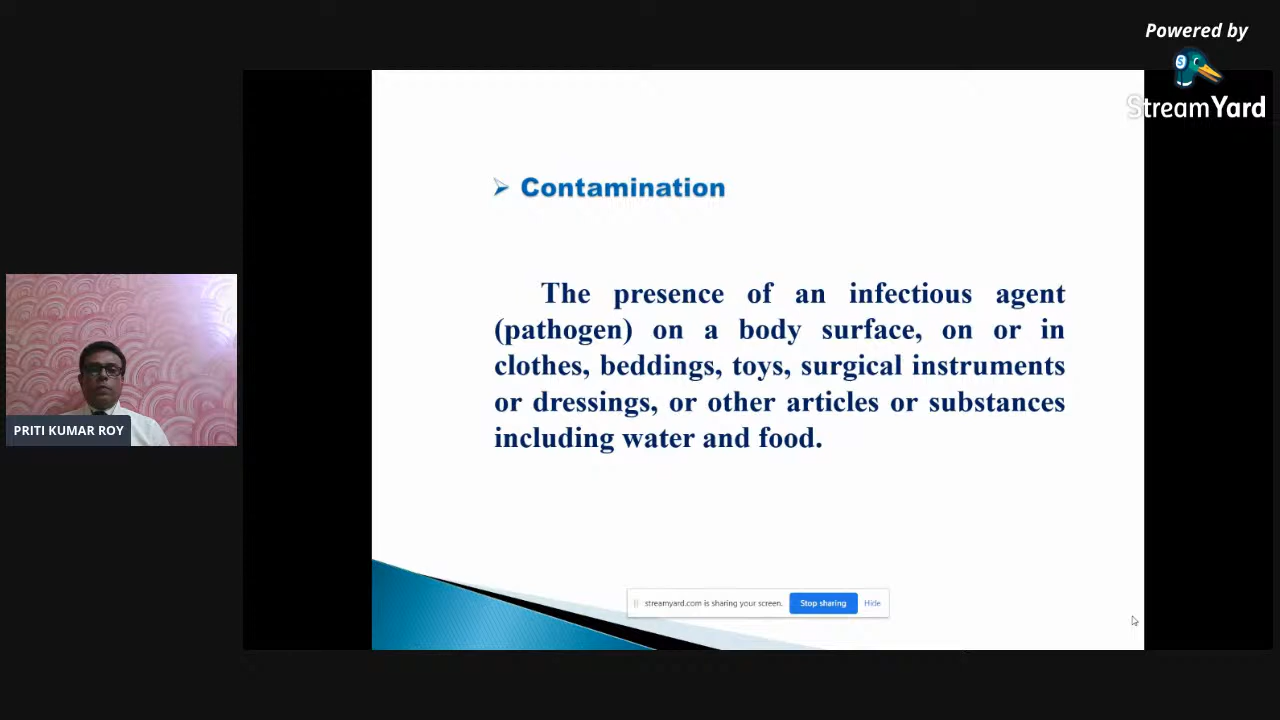 Powered by
StreamYard
Contamination
The presence of an infectious agent
(pathogen) on a body surface, on or in
clothes, beddings, toys, surgical instruments
or dressings, or other articles or substances
including water and food.
PRITI KUMAR ROY
streamyard.com is sharing your screen.
Stop sharing
Hide